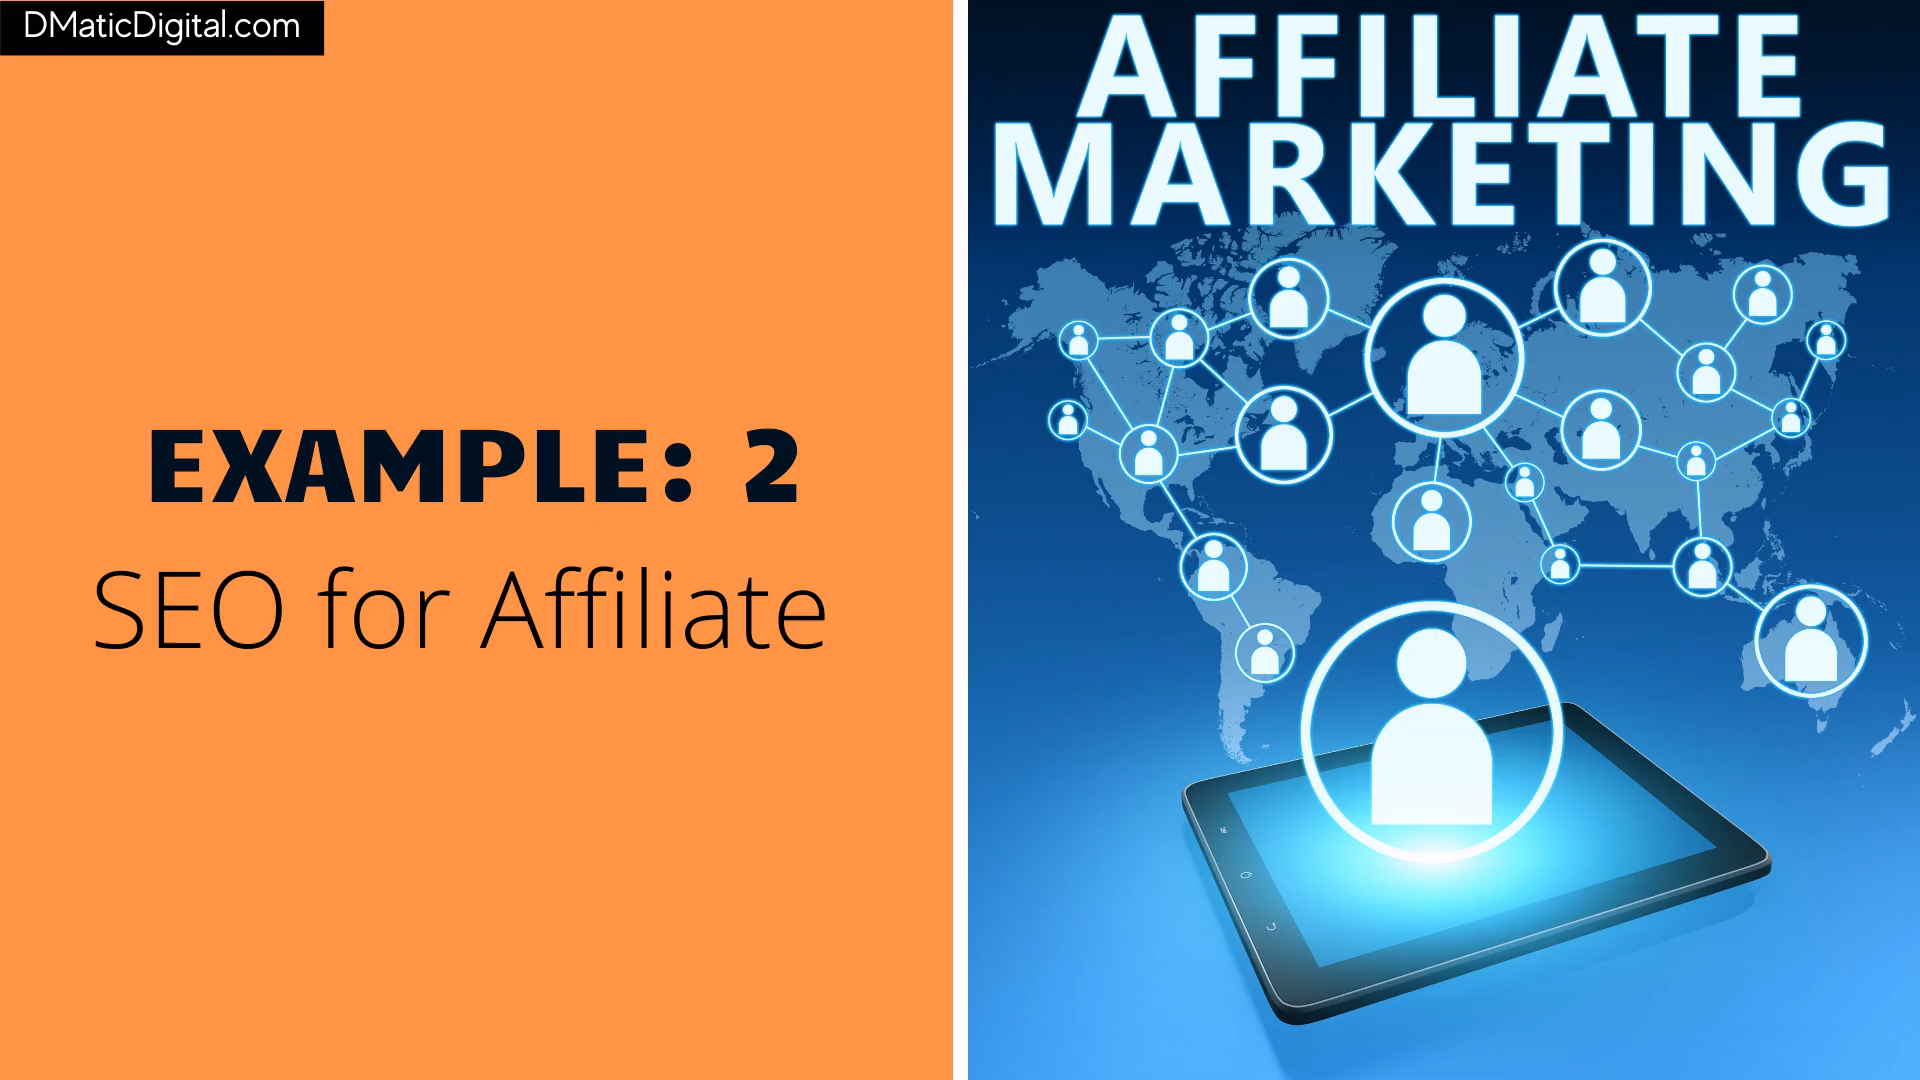 DMaticDigital.com
EXAMPLE: 2
SEO for Affiliate
AFFILIATE
MARKETING